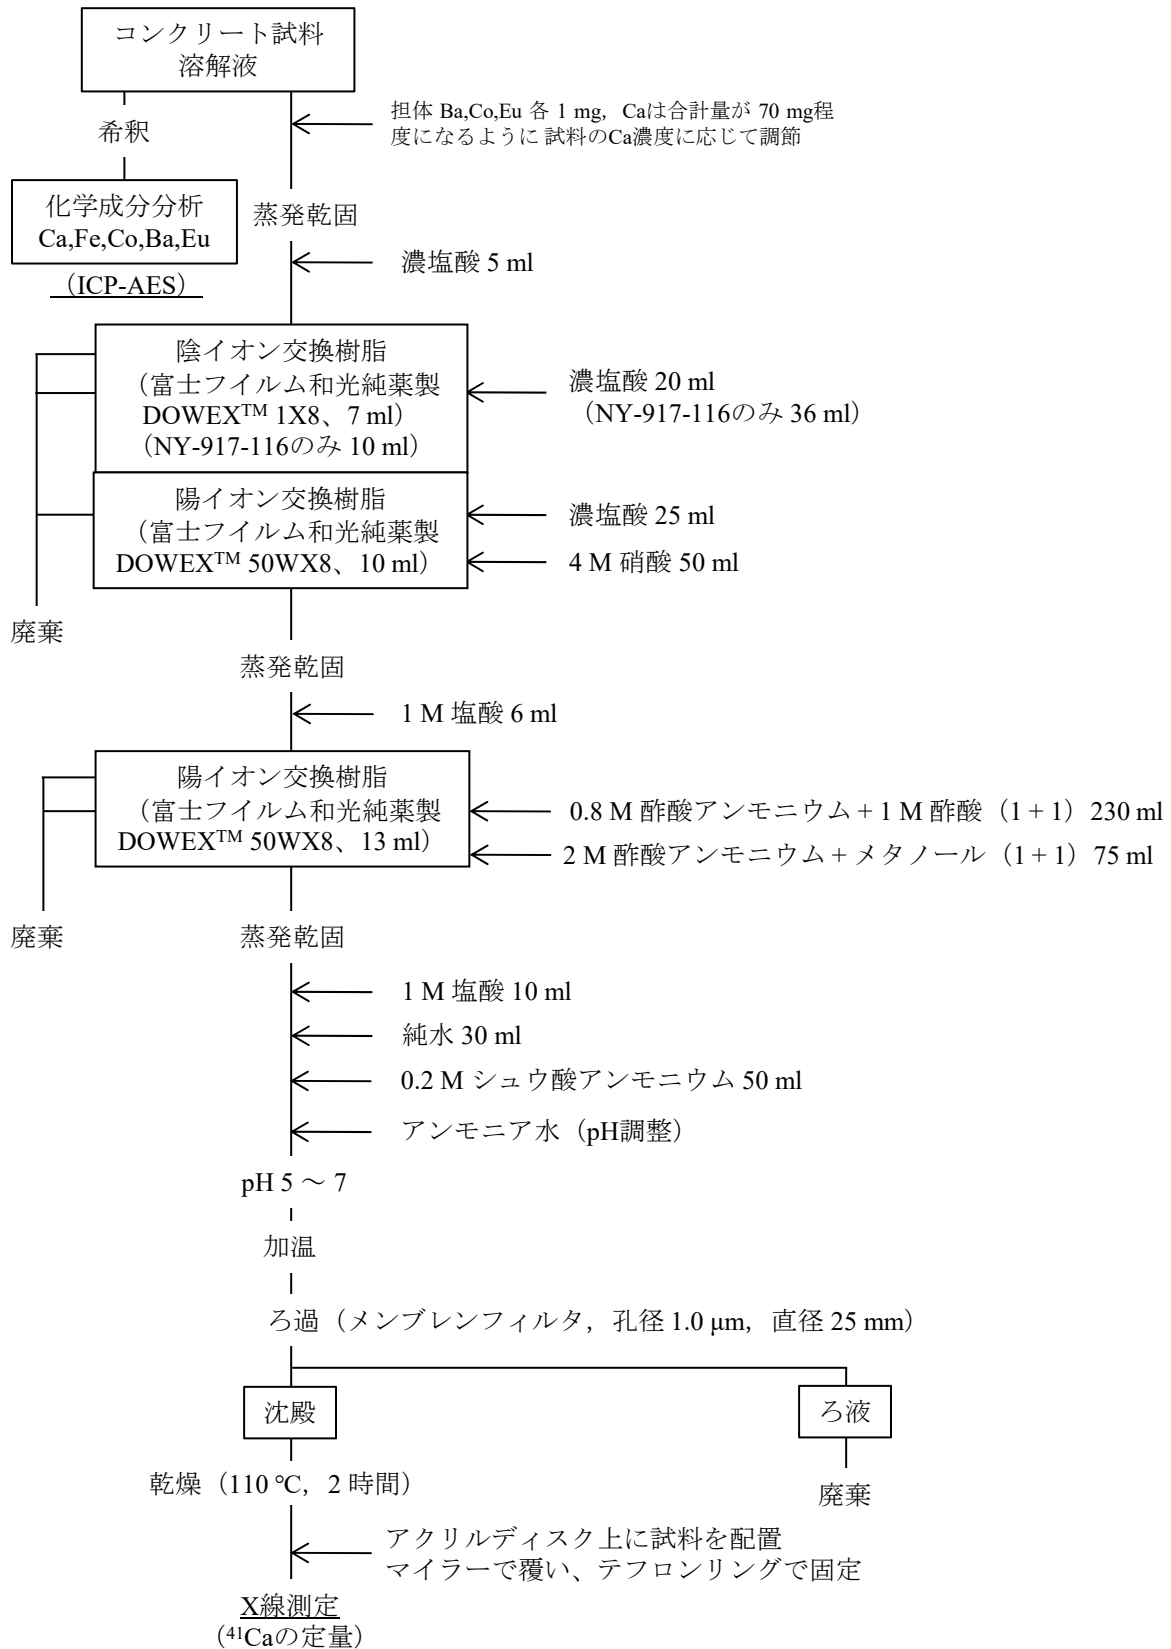 コンクリート試料
溶解液
担体 Ba,Co,Eu 各 1 mg，Caは合計量が 70 mg程
度になるように 試料のCa濃度に応じて調節
希釈
化学成分分析
Ca,Fe,Co,Ba,Eu
（ICP-AES）
蒸発乾固
濃塩酸 5 ml
陰イオン交換樹脂
（富士フイルム和光純薬製
DOWEX™ 1X8、7 ml）
（NY-917-116のみ 10 ml）
濃塩酸 20 ml
（NY-917-116のみ 36 ml）
陽イオン交換樹脂
（富士フイルム和光純薬製
DOWEX™ 50WX8、10 ml）
濃塩酸 25 ml
4 M 硝酸 50 ml
廃棄
蒸発乾固
1 M 塩酸 6 ml
陽イオン交換樹脂
（富士フイルム和光純薬製
DOWEX™ 50WX8、13 ml）
0.8 M 酢酸アンモニウム + 1 M 酢酸（1 + 1）230 ml
2 M 酢酸アンモニウム + メタノール（1 + 1）75 ml
廃棄
蒸発乾固
1 M 塩酸 10 ml
純水 30 ml
0.2 M シュウ酸アンモニウム 50 ml
アンモニア水（pH調整）
pH 5 ～ 7
加温
ろ過（メンブレンフィルタ，孔径 1.0 μm，直径 25 mm）
沈殿
ろ液
乾燥（110 ℃，2 時間）
廃棄
アクリルディスク上に試料を配置
マイラーで覆い、テフロンリングで固定
X線測定
（⁴¹Caの定量）